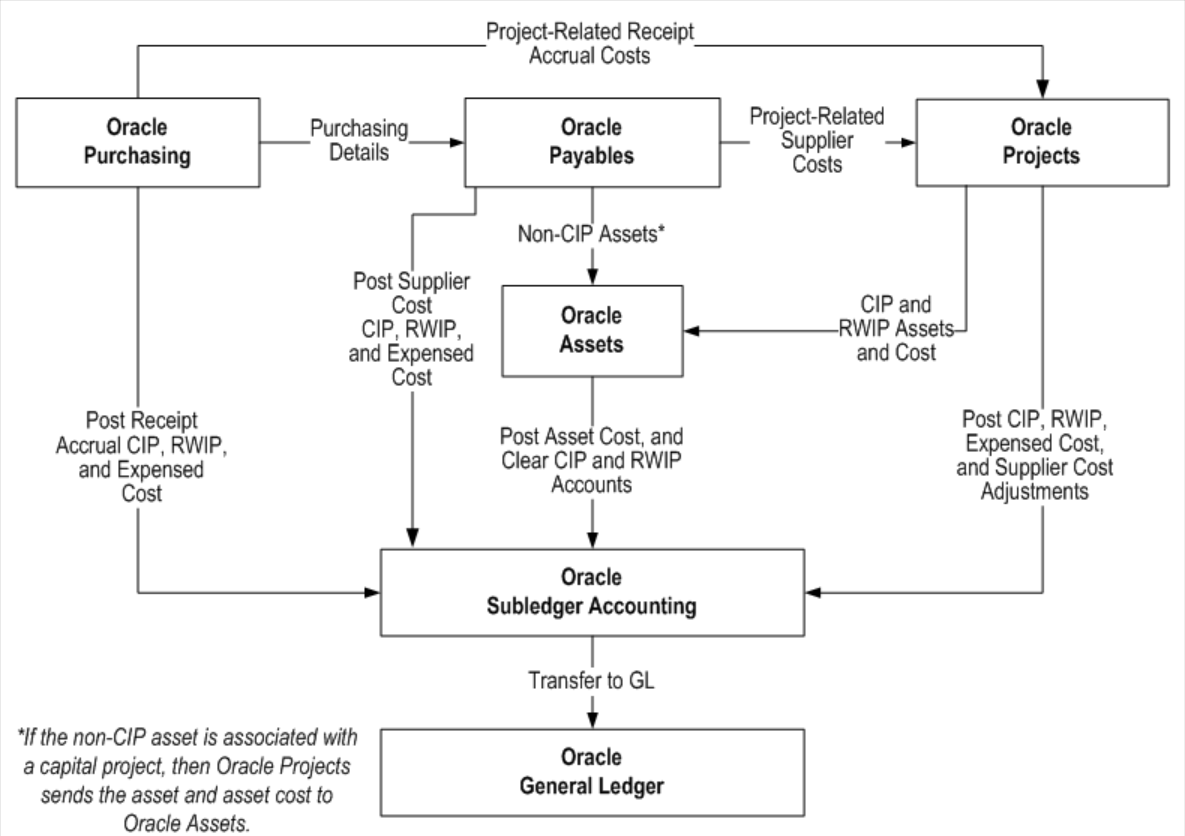 Project-Related Receipt
Accrual Costs
Oracle
Purchasing
Purchasing
Details
Oracle
Payables
Project-Related
Supplier
Costs
Oracle
Projects
Non-CIP Assets*
Post Supplier
Cost
CIP, RWIP,
and Expensed
Cost
Oracle
Assets
CIP and
RWIP Assets
and Cost
Post Receipt
Accrual CIP, RWIP,
and Expensed
Cost
Post Asset Cost, and
Clear CIP and RWIP
Accounts
Post CIP, RWIP,
Expensed Cost,
and Supplier Cost
Adjustments
Oracle
Subledger Accounting
Transfer to GL
*If the non-CIP asset is associated with
a capital project, then Oracle Projects
sends the asset and asset cost to
Oracle Assets.
Oracle
General Ledger